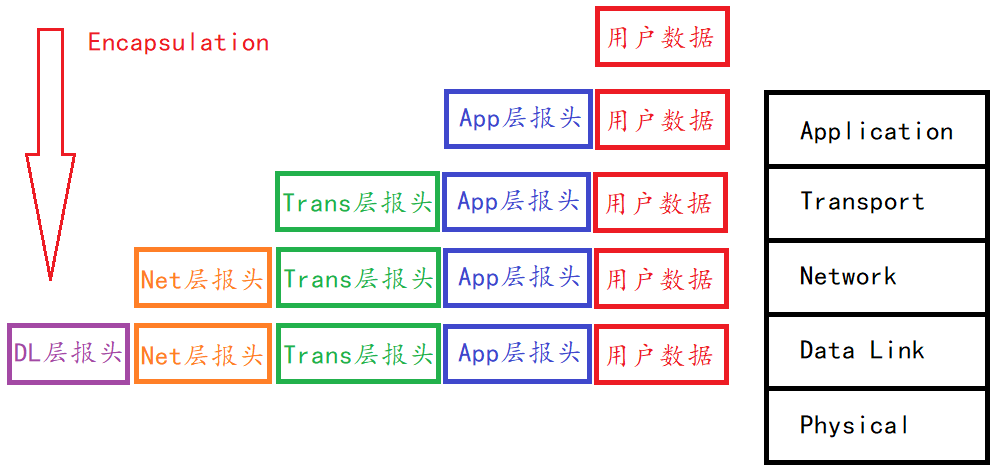 Encapsulation
用户数据
App层报头 用户数据
Application
Trans层报头 App层报头 用户数据
Transport
Net层报头 Trans层报头 App层报头 用户数据
Network
DL层报头 Net层报头 Trans层报头 App层报头 用户数据
Data Link
Physical